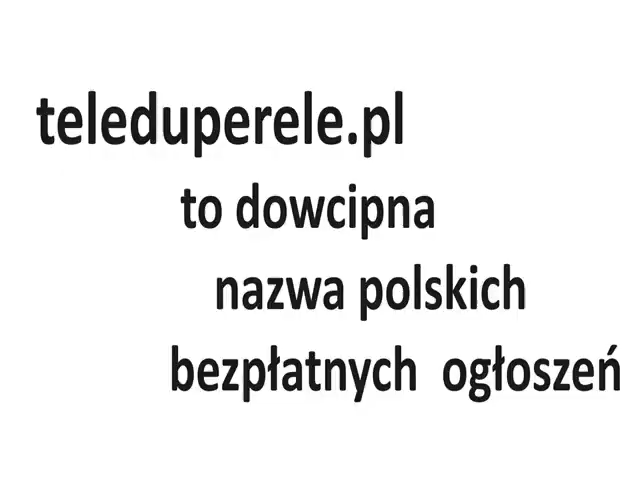 teleduperele.pl
to dowcipna
nazwa polskich
bezpłatnych ogłoszeń